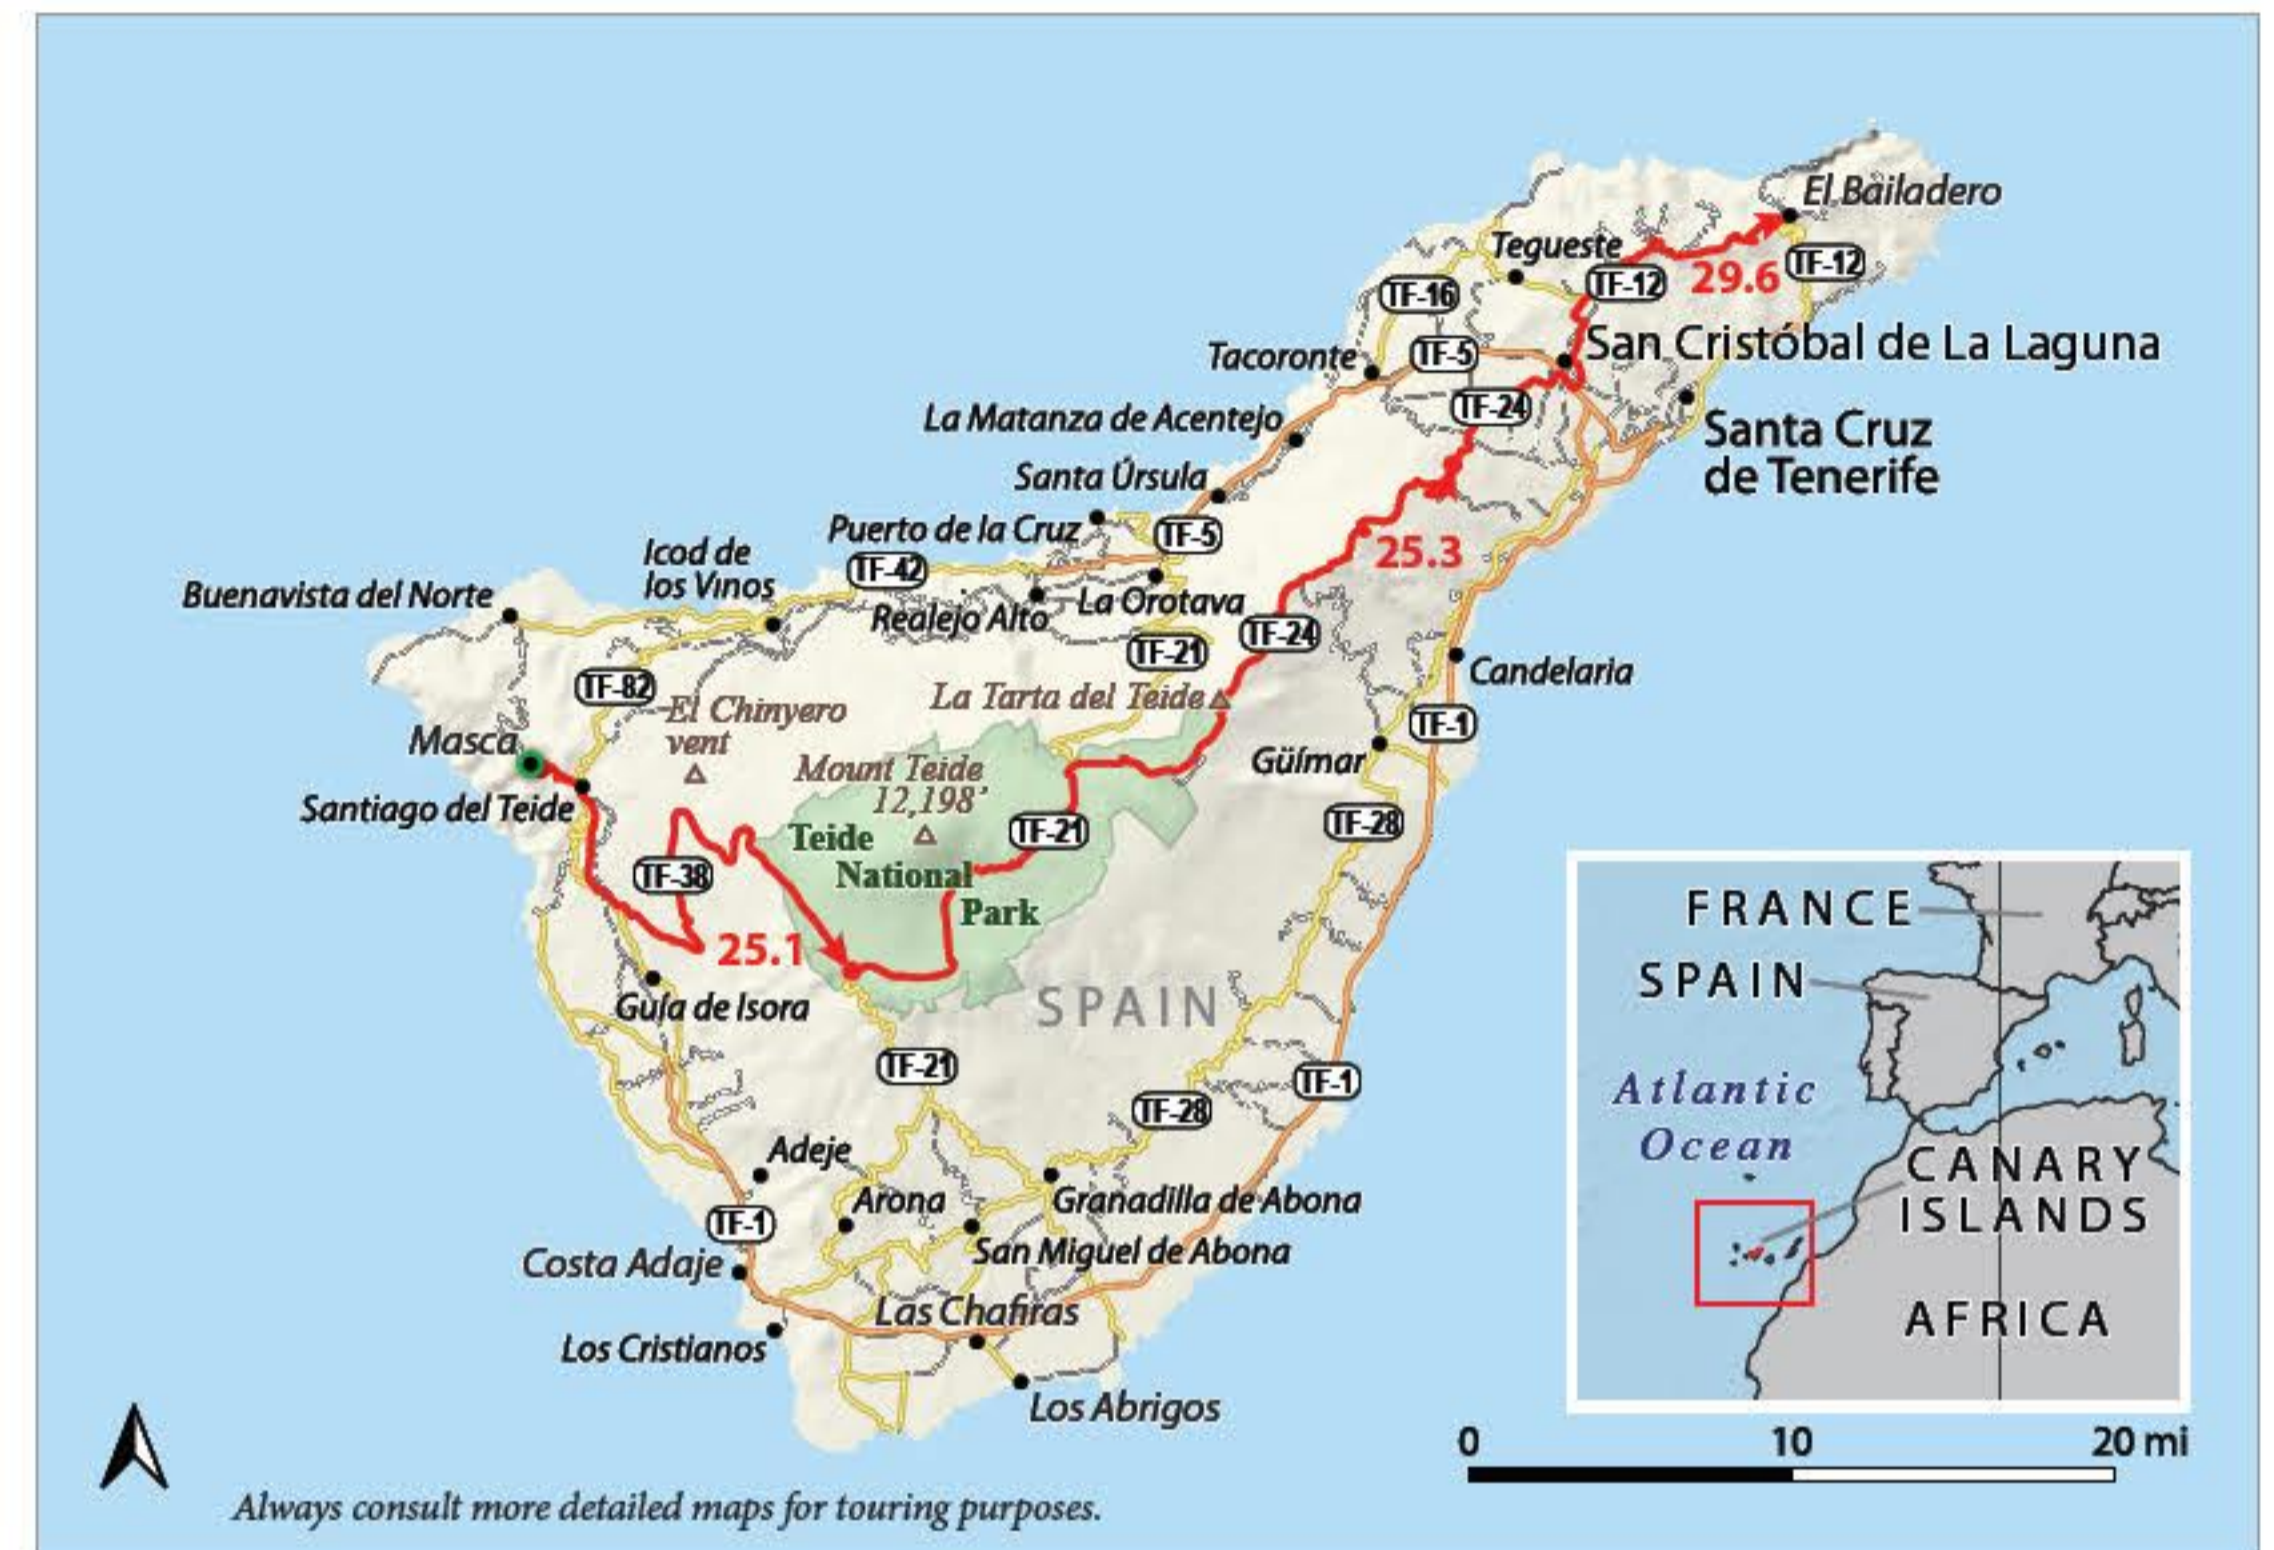 El Bailadero
Tegueste
TF-12
TF-12
29.6
TF-16
San Cristóbal de La Laguna
Tacoronte
TF-5
TF-24
La Matanza de Acentejo
Santa Cruz
de Tenerife
Santa Úrsula
Puerto de la Cruz
TF-5
25.3
Icod de
los Vinos
TF-42
Buenavista del Norte
Realejo Alto
La Orotava
TF-24
TF-21
Candelaria
TF-82
El Chinyero
vent
La Tarta del Teide
TF-1
Masca
Güímar
Mount Teide
12,198’
Santiago del Teide
Teide
National
Park
TF-21
TF-28
TF-38
25.1
Guía de Isora
SPAIN
TF-21
TF-1
TF-28
Adeje
Arona
Granadilla de Abona
TF-1
San Miguel de Abona
Costa Adaje
Las Chafiras
Los Cristianos
Los Abrigos
FRANCE
SPAIN
Atlantic
Ocean
CANARY
ISLANDS
AFRICA
0 10 20 mi
Always consult more detailed maps for touring purposes.